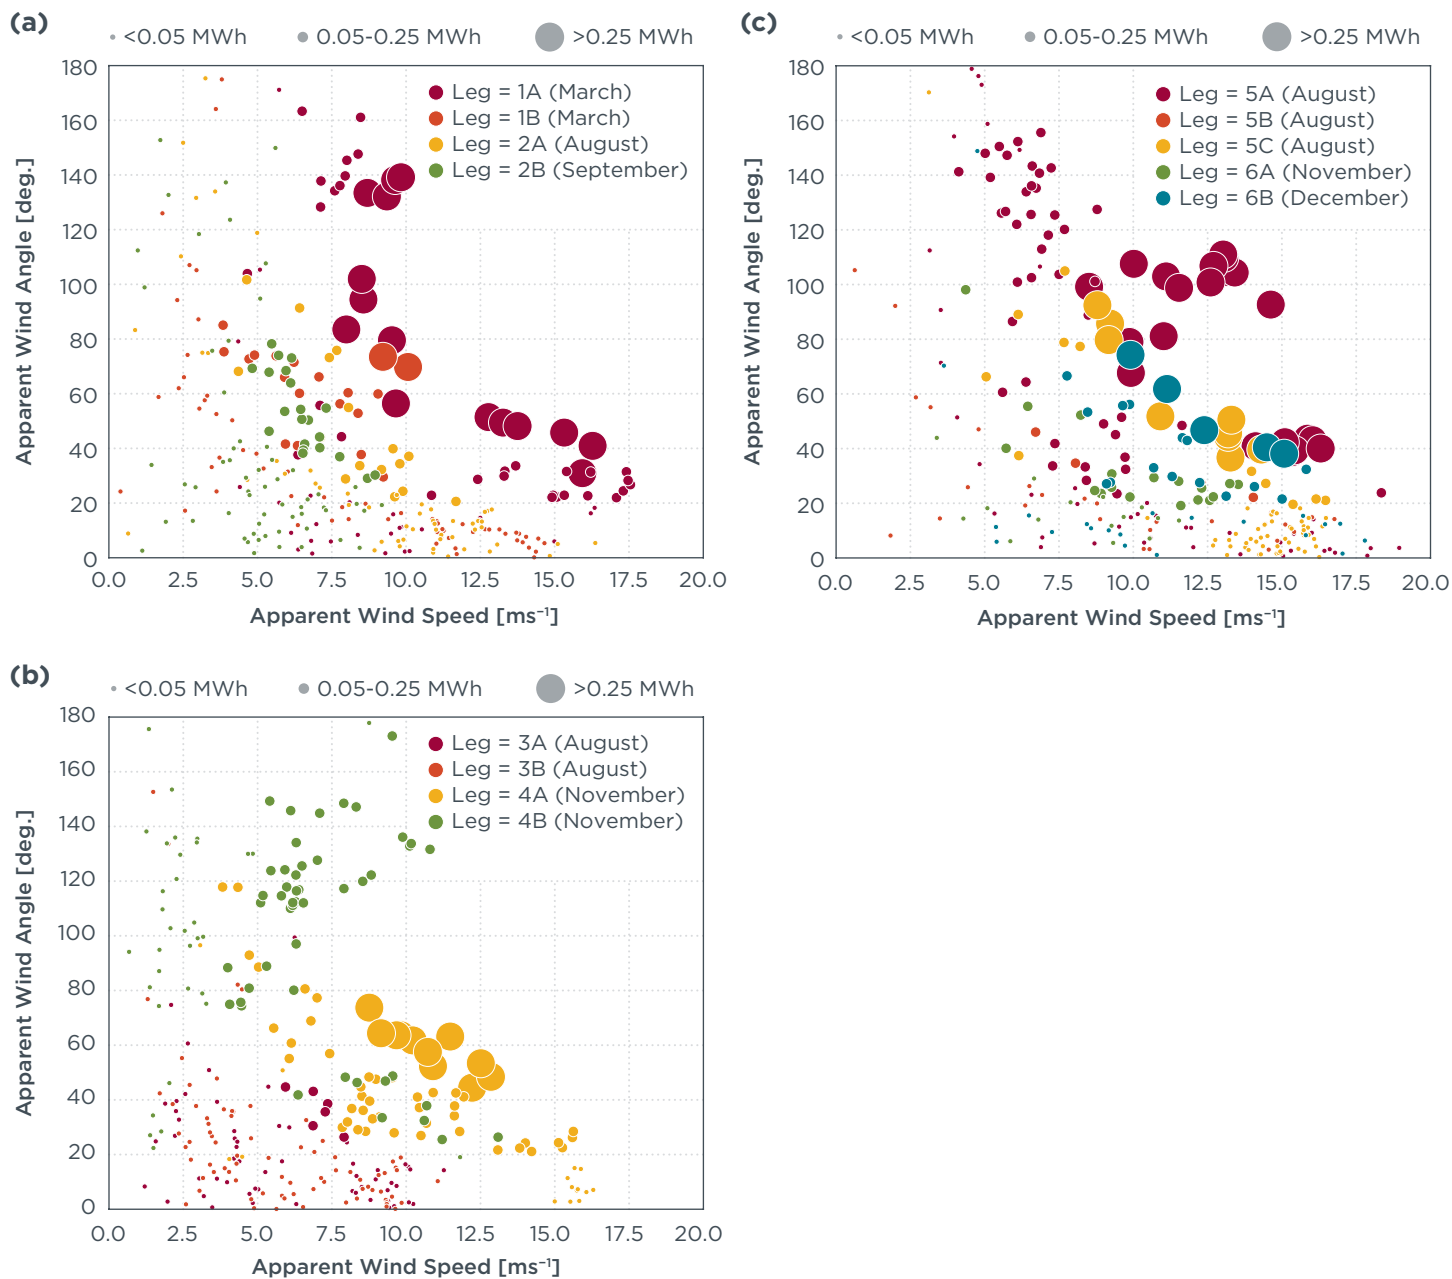 (a)
<0.05 MWh 0.05-0.25 MWh >0.25 MWh
180
160
140
120
100
80
60
40
20
0
Apparent Wind Angle [deg.]
Leg = 1A (March)
Leg = 1B (March)
Leg = 2A (August)
Leg = 2B (September)
0.0 2.5 5.0 7.5 10.0 12.5 15.0 17.5 20.0
Apparent Wind Speed [ms⁻¹]
(c)
<0.05 MWh 0.05-0.25 MWh >0.25 MWh
180
160
140
120
100
80
60
40
20
0
Apparent Wind Angle [deg.]
Leg = 5A (August)
Leg = 5B (August)
Leg = 5C (August)
Leg = 6A (November)
Leg = 6B (December)
0.0 2.5 5.0 7.5 10.0 12.5 15.0 17.5 20.0
Apparent Wind Speed [ms⁻¹]
(b)
<0.05 MWh 0.05-0.25 MWh >0.25 MWh
180
160
140
120
100
80
60
40
20
0
Apparent Wind Angle [deg.]
Leg = 3A (August)
Leg = 3B (August)
Leg = 4A (November)
Leg = 4B (November)
0.0 2.5 5.0 7.5 10.0 12.5 15.0 17.5 20.0
Apparent Wind Speed [ms⁻¹]